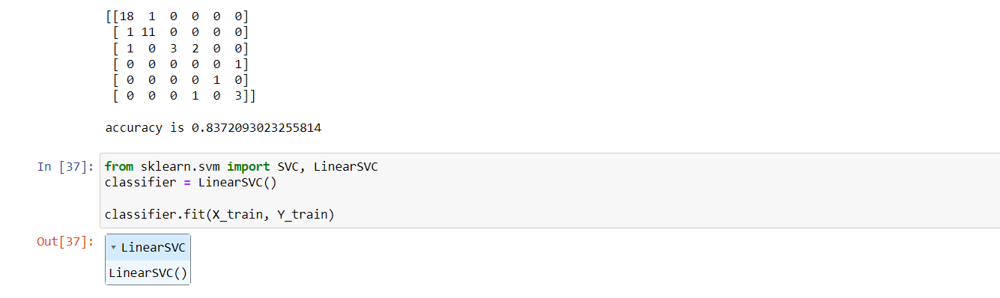 [[18  1  0  0  0  0]
 [ 1 11  0  0  0  0]
 [ 1  0  3  2  0  0]
 [ 0  0  0  0  0  1]
 [ 0  0  0  0  1  0]
 [ 0  0  0  1  0  3]]
accuracy is 0.8372093023255814
In [37]: from sklearn.svm import SVC, LinearSVC
classifier = LinearSVC()
classifier.fit(X_train, Y_train)
Out[37]: ▾ LinearSVC
LinearSVC()